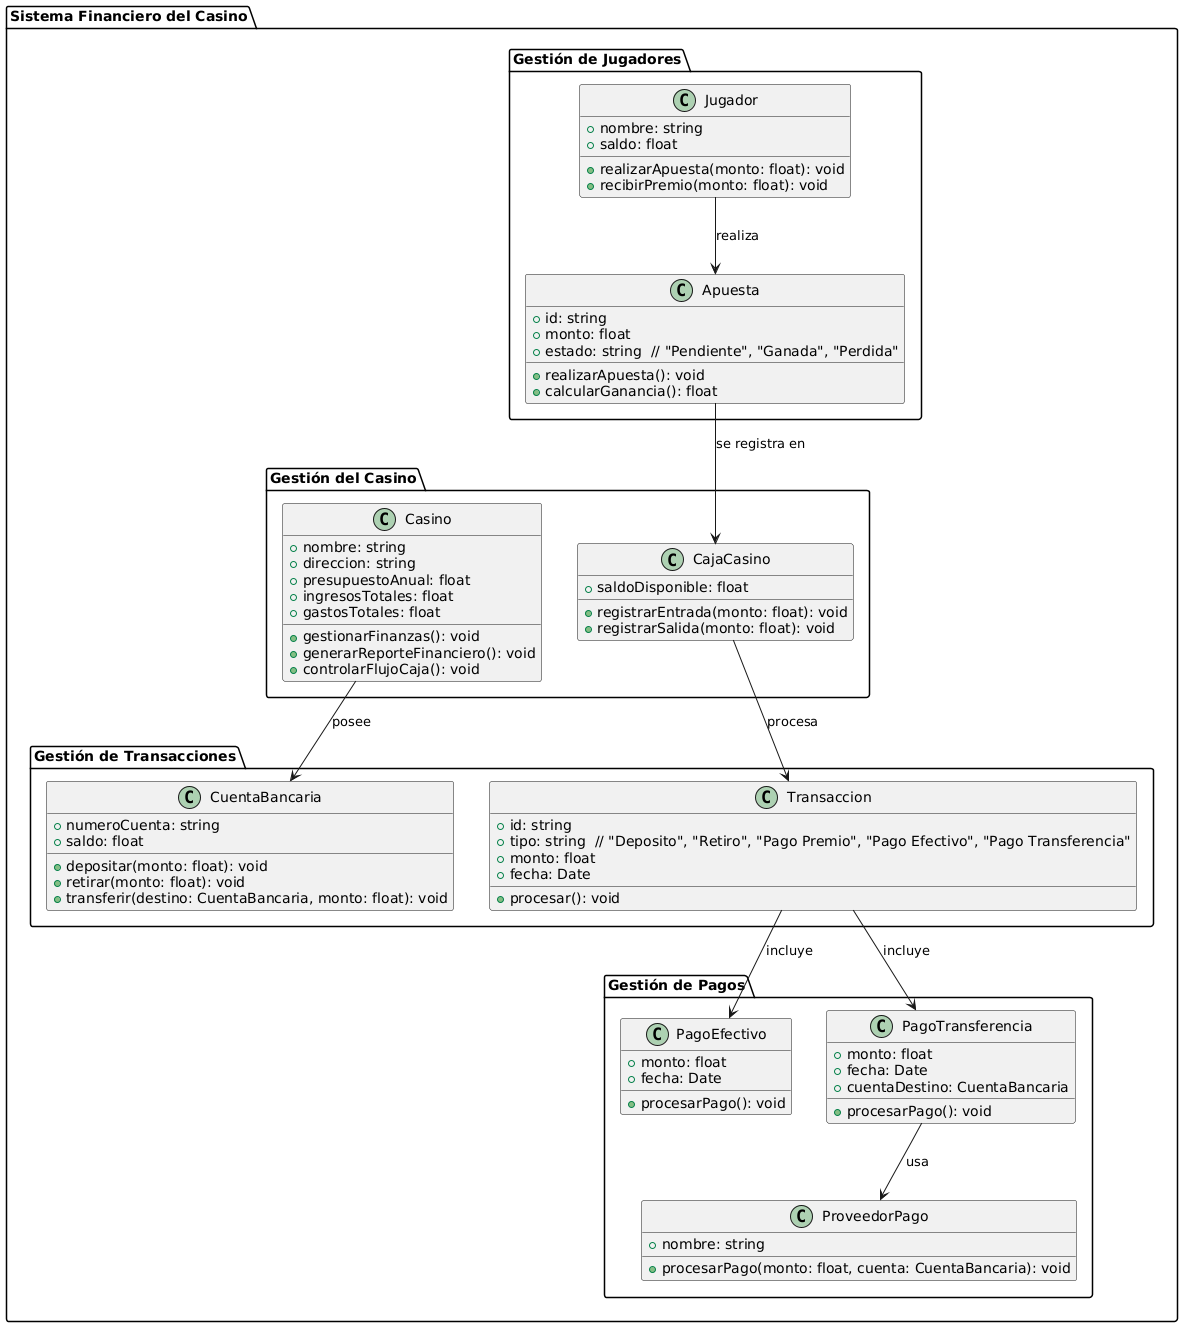 Sistema Financiero del Casino
Gestión de Jugadores
C Jugador
nombre: string
saldo: float
realizarApuesta(monto: float): void
recibirPremio(monto: float): void
realiza
C Apuesta
id: string
monto: float
estado: string  // "Pendiente", "Ganada", "Perdida"
realizarApuesta(): void
calcularGanancia(): float
se registra en
Gestión del Casino
C Casino
nombre: string
direccion: string
presupuestoAnual: float
ingresosTotales: float
gastosTotales: float
gestionarFinanzas(): void
generarReporteFinanciero(): void
controlarFlujoCaja(): void
C CajaCasino
saldoDisponible: float
registrarEntrada(monto: float): void
registrarSalida(monto: float): void
posee
procesa
Gestión de Transacciones
C CuentaBancaria
numeroCuenta: string
saldo: float
depositar(monto: float): void
retirar(monto: float): void
transferir(destino: CuentaBancaria, monto: float): void
C Transaccion
id: string
tipo: string  // "Deposito", "Retiro", "Pago Premio", "Pago Efectivo", "Pago Transferencia"
monto: float
fecha: Date
procesar(): void
incluye
incluye
Gestión de Pagos
C PagoEfectivo
monto: float
fecha: Date
procesarPago(): void
C PagoTransferencia
monto: float
fecha: Date
cuentaDestino: CuentaBancaria
procesarPago(): void
usa
C ProveedorPago
nombre: string
procesarPago(monto: float, cuenta: CuentaBancaria): void